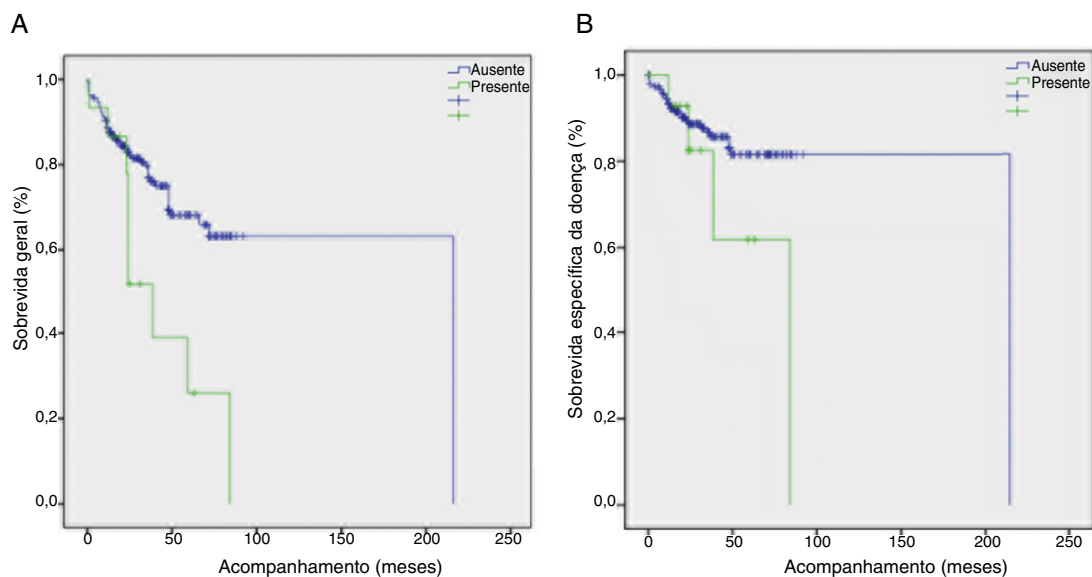 A
Sobrevida geral (%)
1,0
0,8
0,6
0,4
0,2
0,0
Ausente
Presente
0 50 100 150 200 250
Acompanhamento (meses)
B
Sobrevida específica da doença (%)
1,0
0,8
0,6
0,4
0,2
0,0
Ausente
Presente
0 50 100 150 200 250
Acompanhamento (meses)